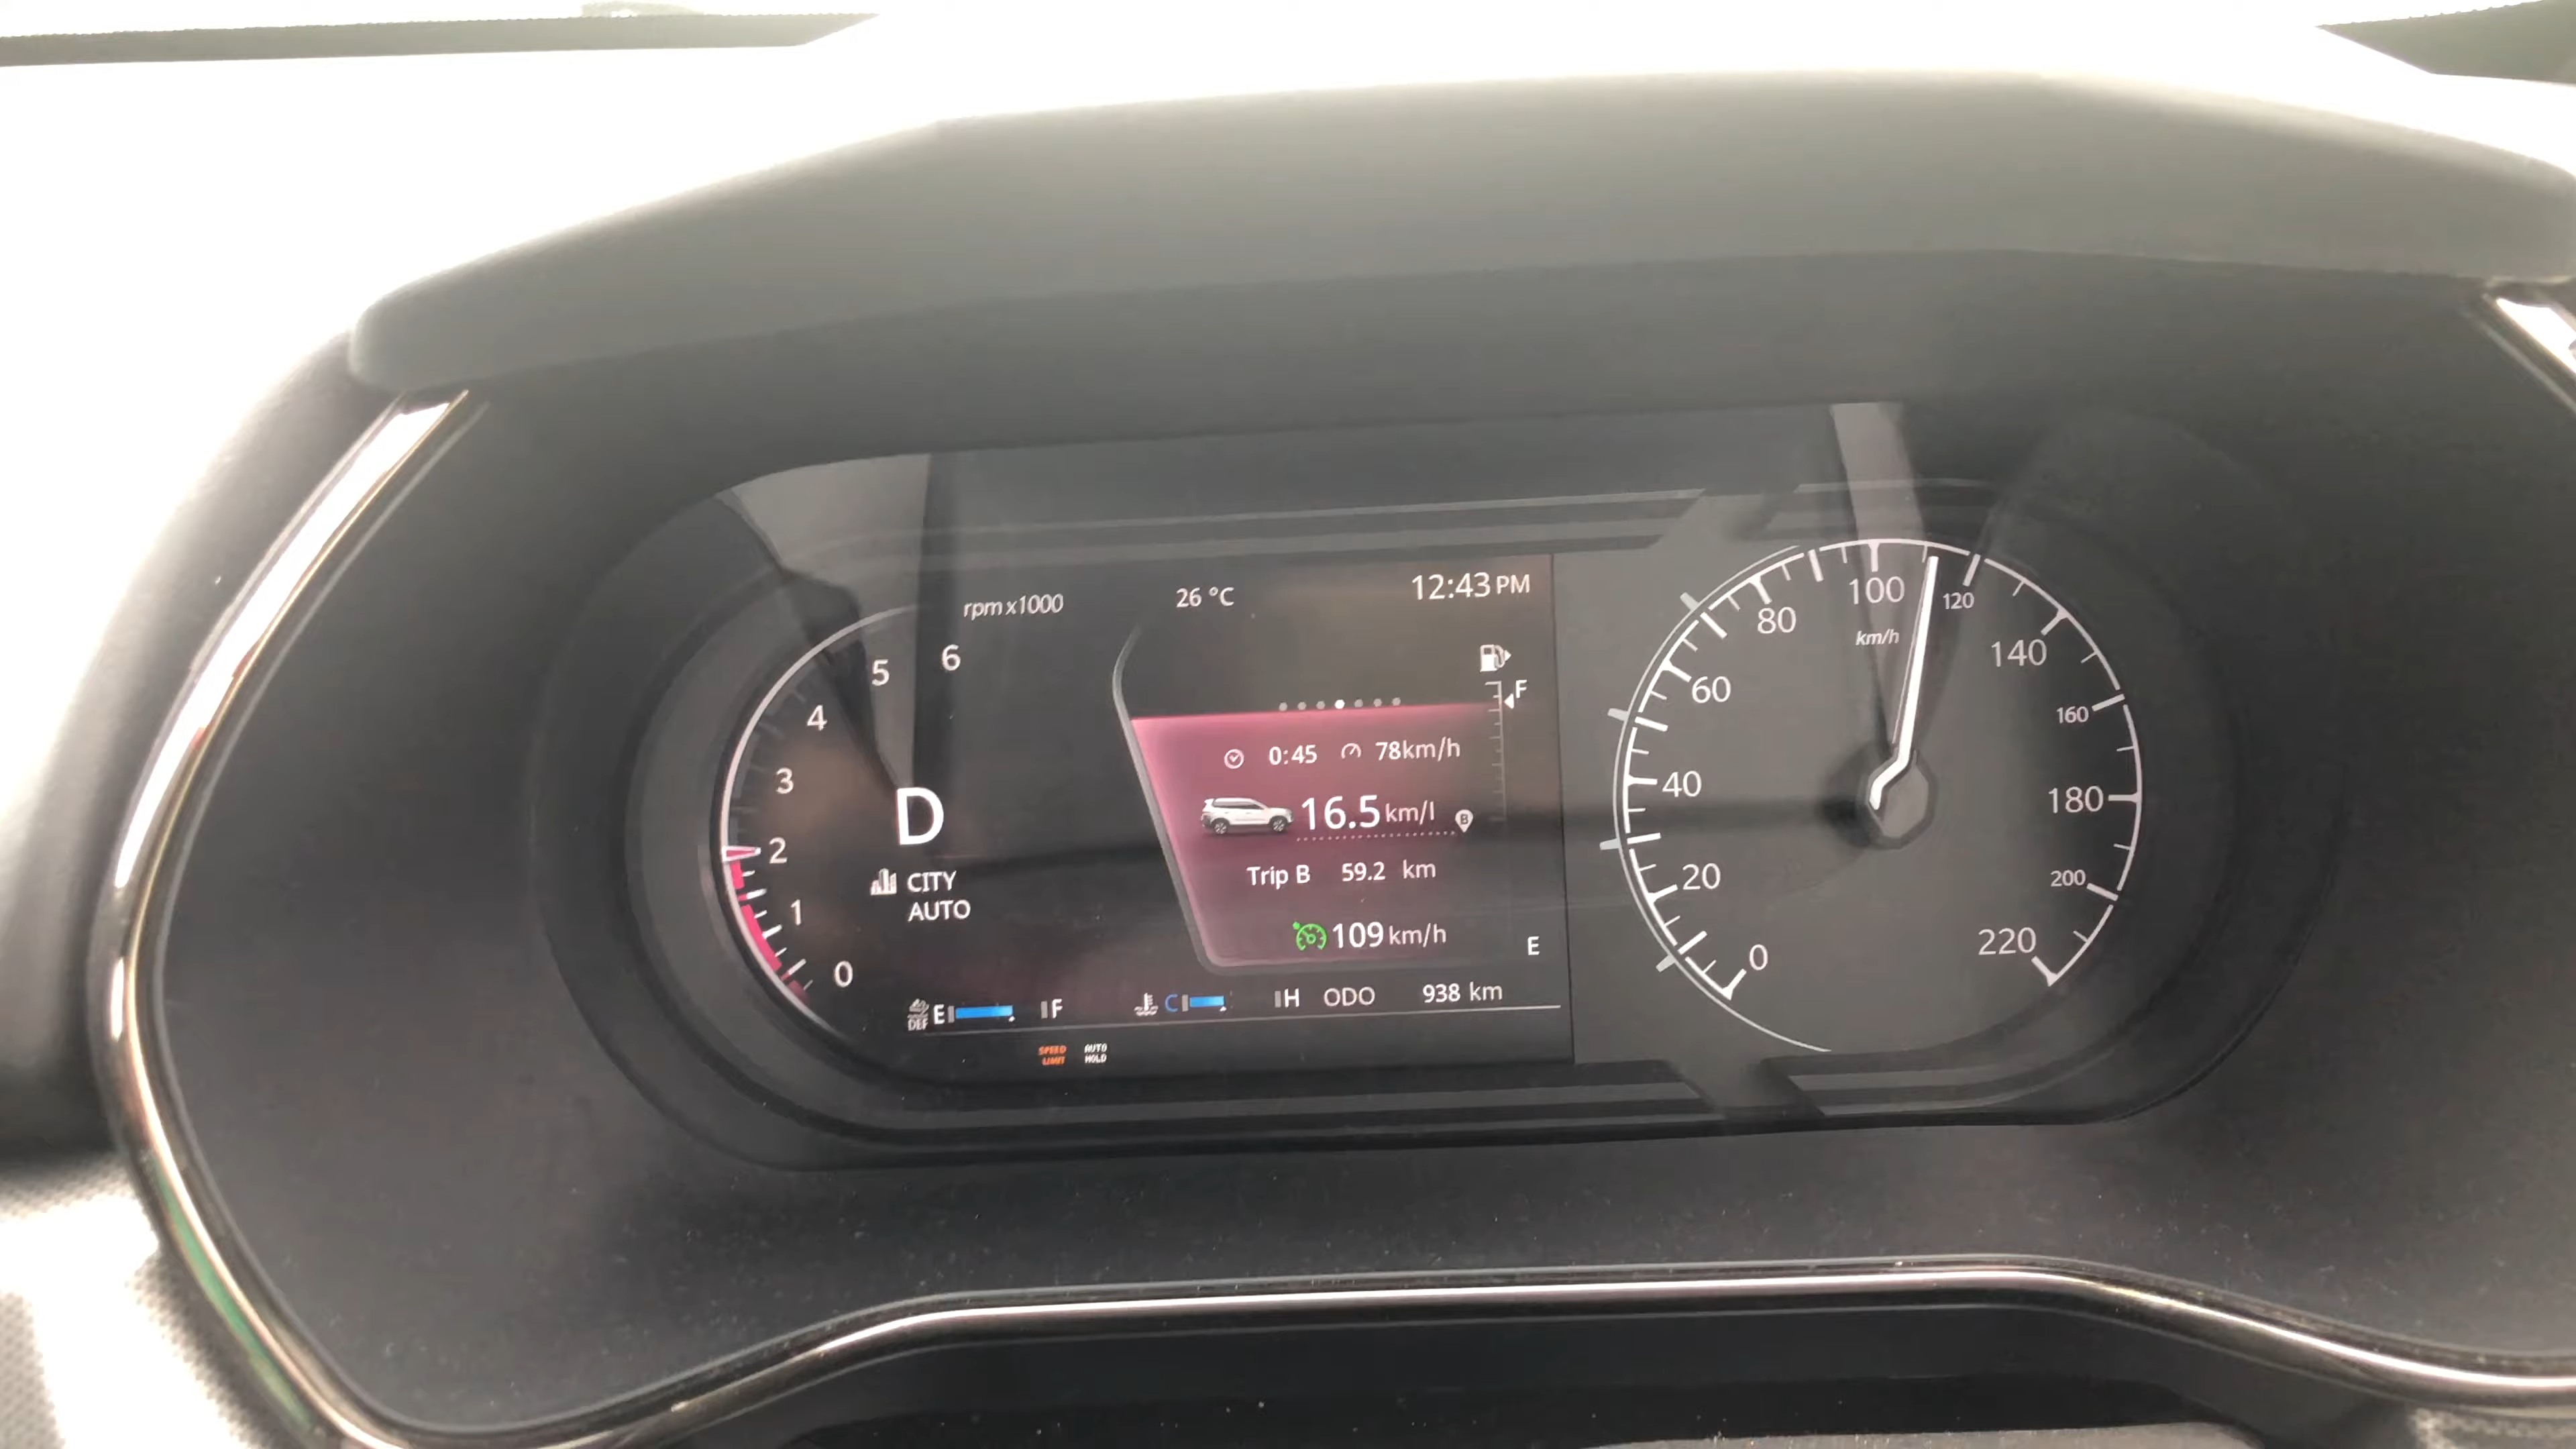 rpm x1000
26 °C
12:43 PM
6
5
4
3
2
1
0
D
CITY
AUTO
F
0:45 78km/h
16.5 km/l B
Trip B 59.2 km
109 km/h
E
DEF E F C H ODO 938 km
SPEED LIMIT
AUTO HOLD
0
20
40
60
80
100
120
140
160
180
200
220
km/h